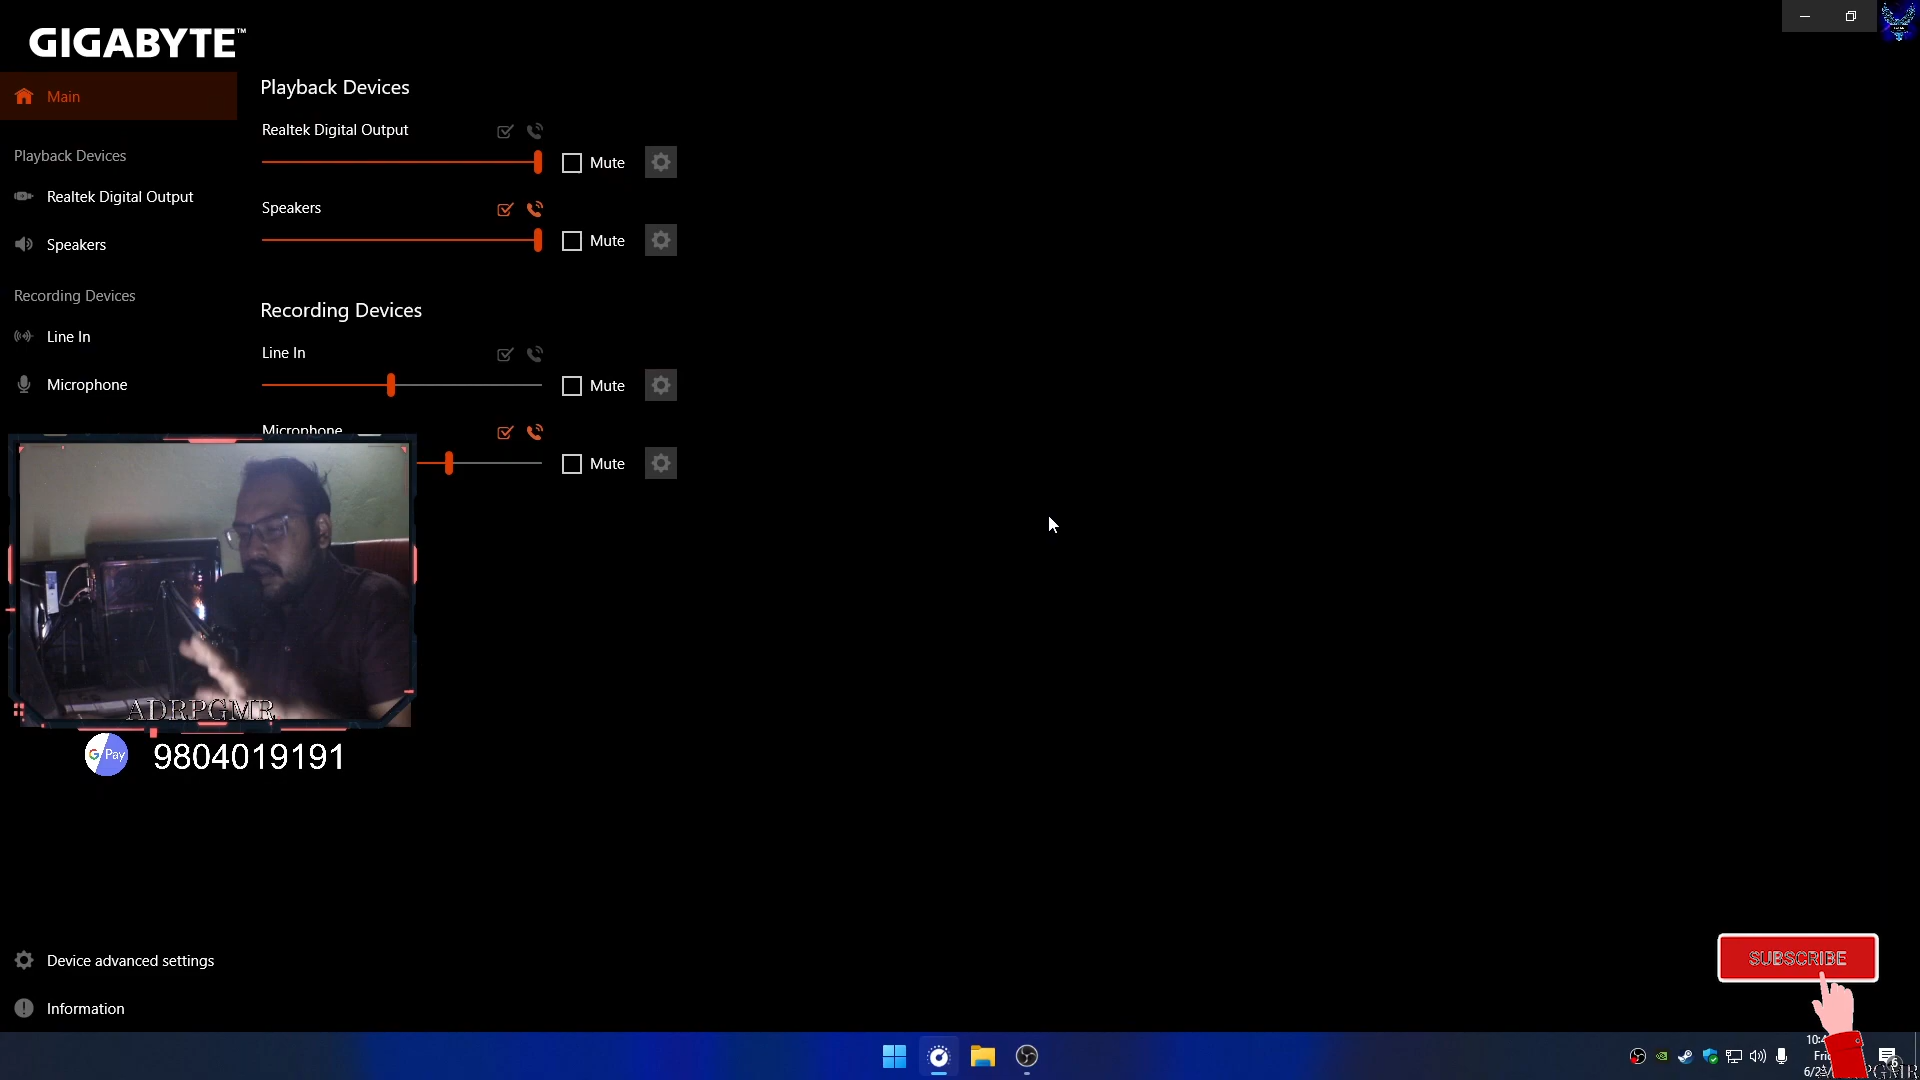 GIGABYTE™
Main
Playback Devices
Realtek Digital Output
Speakers
Recording Devices
Line In
Microphone
Playback Devices
Realtek Digital Output
Mute
Speakers
Mute
Recording Devices
Line In
Mute
Microphone
Mute
ADRPGMR
G Pay 9804019191
Device advanced settings
Information
SUBSCRIBE